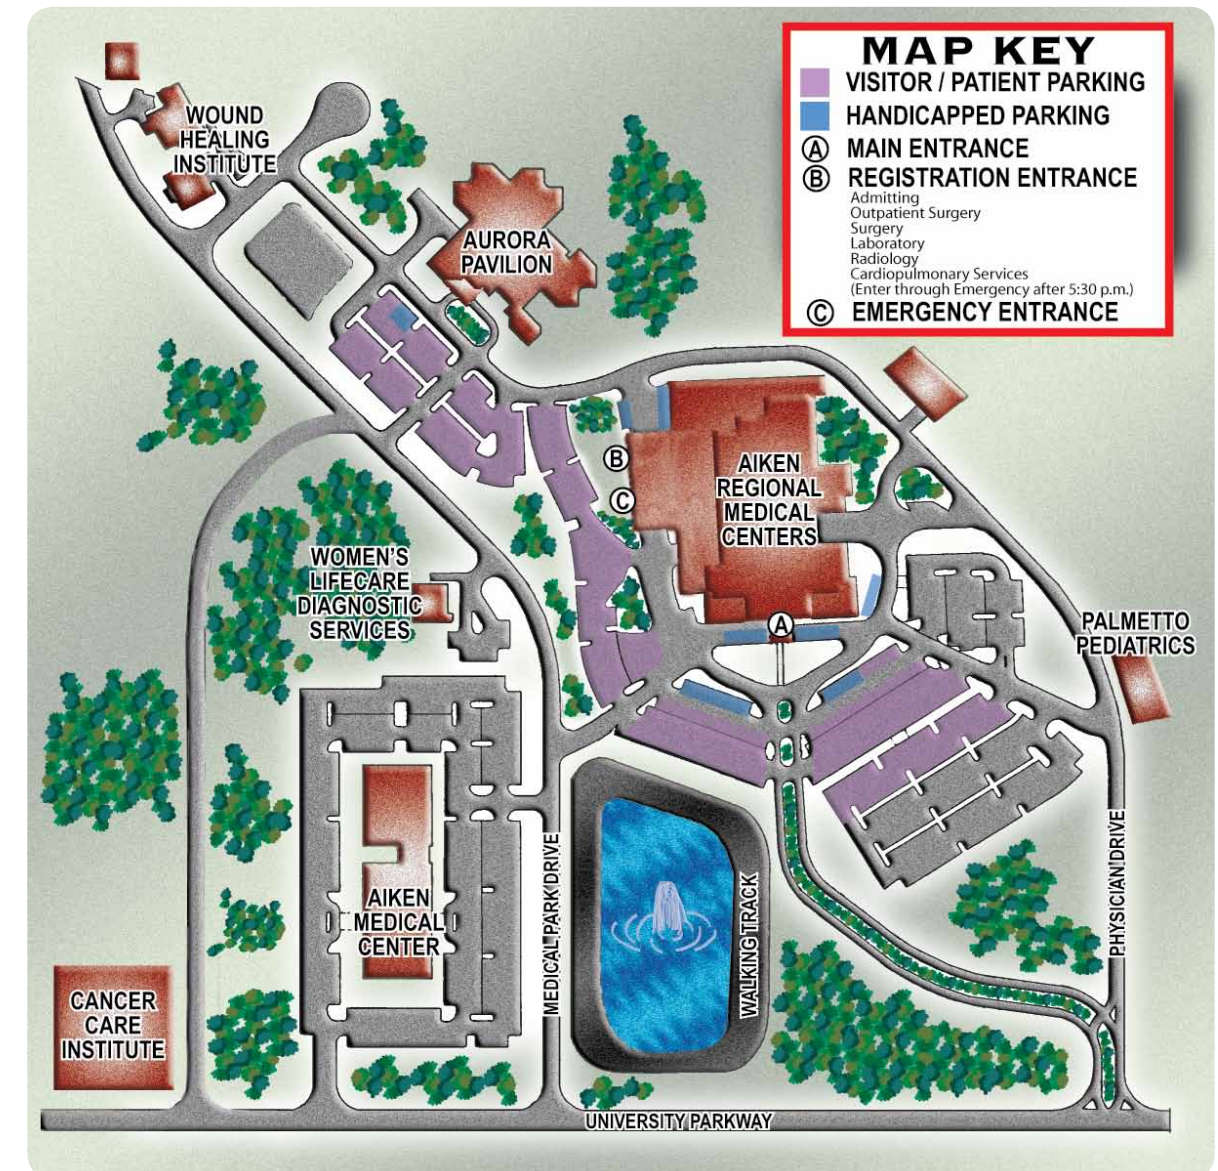 MAP KEY
VISITOR / PATIENT PARKING
HANDICAPPED PARKING
A MAIN ENTRANCE
B REGISTRATION ENTRANCE
Admitting
Outpatient Surgery
Surgery
Laboratory
Radiology
Cardiopulmonary Services
(Enter through Emergency after 5:30 p.m.)
C EMERGENCY ENTRANCE
WOUND
HEALING
INSTITUTE
AURORA
PAVILION
B
C
AIKEN
REGIONAL
MEDICAL
CENTERS
A
WOMEN'S
LIFECARE
DIAGNOSTIC
SERVICES
PALMETTO
PEDIATRICS
AIKEN
MEDICAL
CENTER
MEDICAL PARK DRIVE
WALKING TRACK
PHYSICIAN DRIVE
CANCER
CARE
INSTITUTE
UNIVERSITY PARKWAY